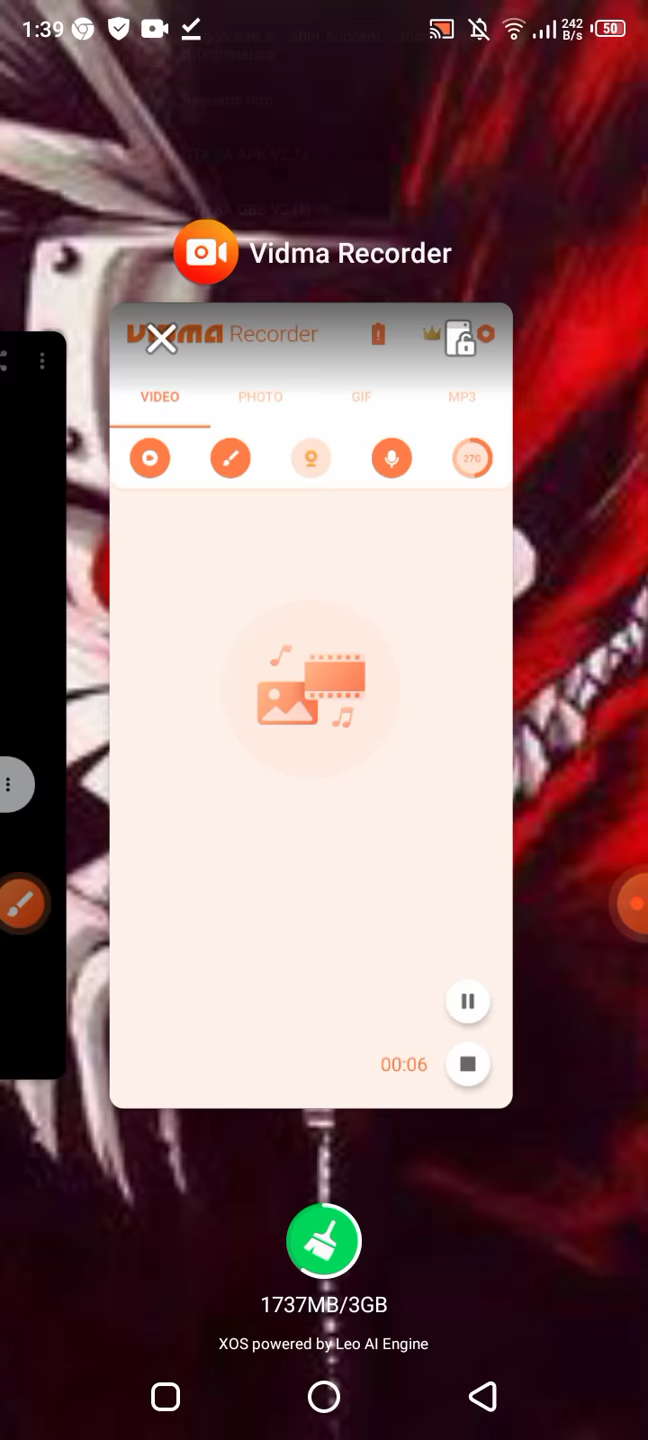 1:39
242
B/s
50
Vidma Recorder
Recorder
VIDEO PHOTO GIF MP3
27G
00:06
1737MB/3GB
XOS powered by Leo AI Engine